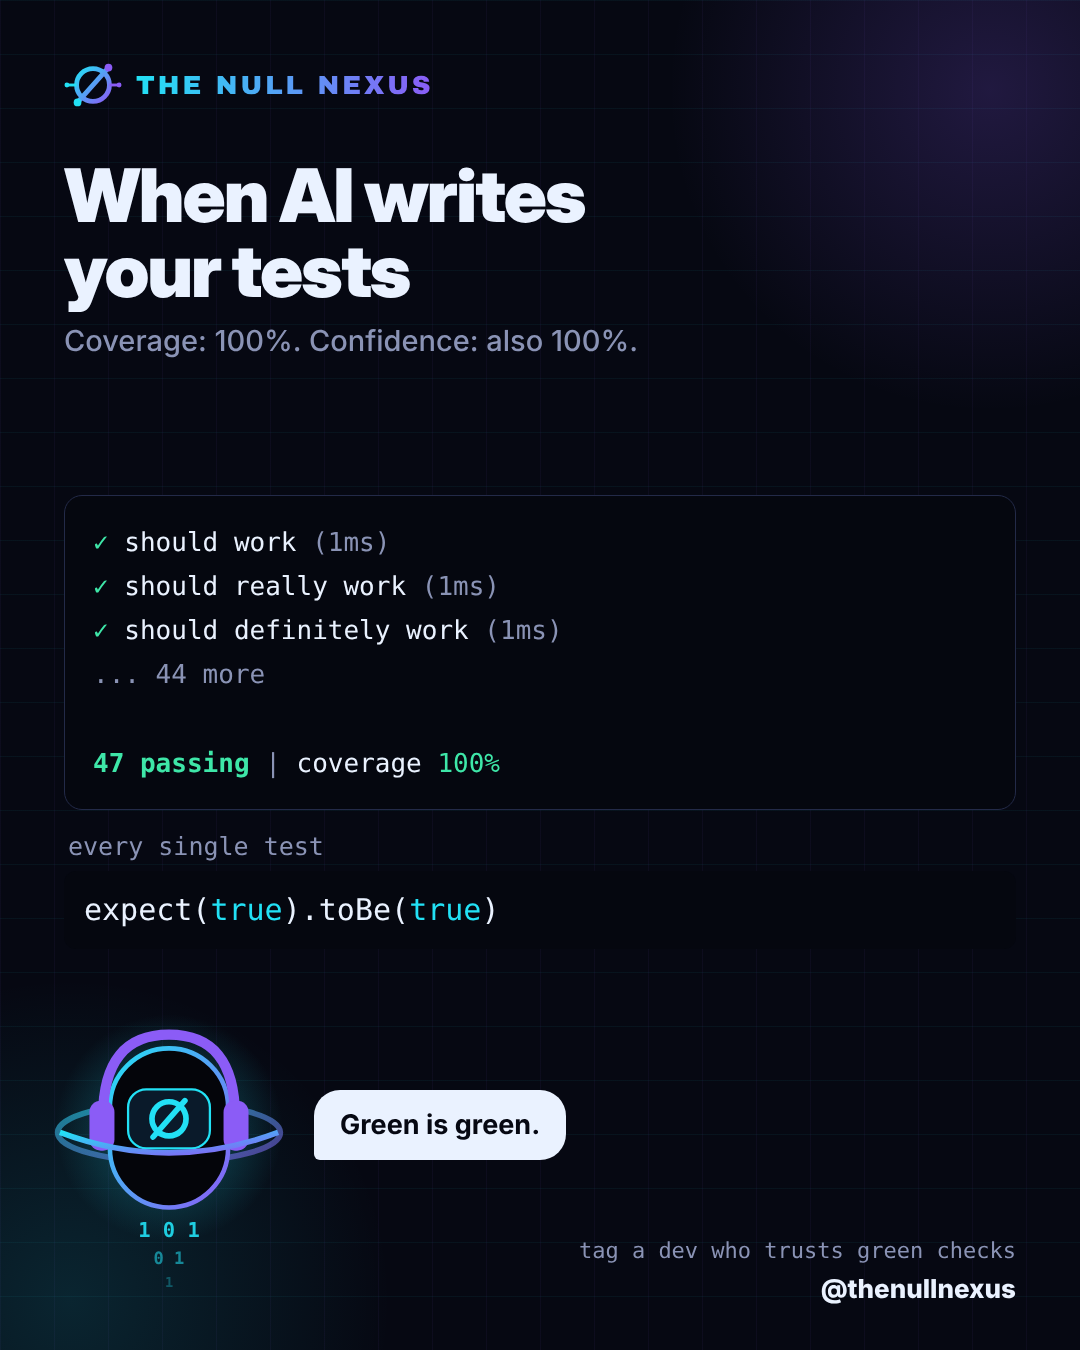 THE NULL NEXUS
When AI writes
your tests
Coverage: 100%. Confidence: also 100%.
✓ should work (1ms)
✓ should really work (1ms)
✓ should definitely work (1ms)
... 44 more
47 passing | coverage 100%
every single test
expect(true).toBe(true)
Green is green.
1 0 1
0 1
1
tag a dev who trusts green checks
@thenullnexus